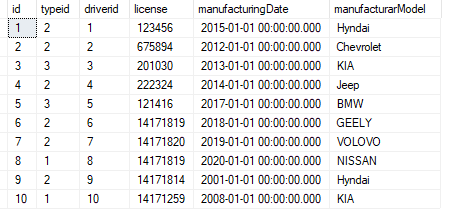 id typeid driverid license manufacturingDate manufacturarModel
1 2 1 123456 2015-01-01 00:00:00.000 Hyndai
2 2 2 675894 2012-01-01 00:00:00.000 Chevrolet
3 3 3 201030 2013-01-01 00:00:00.000 KIA
4 2 4 222324 2014-01-01 00:00:00.000 Jeep
5 3 5 121416 2017-01-01 00:00:00.000 BMW
6 2 6 14171819 2018-01-01 00:00:00.000 GEELY
7 2 7 14171820 2019-01-01 00:00:00.000 VOLOVO
8 1 8 14171819 2020-01-01 00:00:00.000 NISSAN
9 2 9 14171814 2001-01-01 00:00:00.000 Hyndai
10 1 10 14171259 2008-01-01 00:00:00.000 KIA